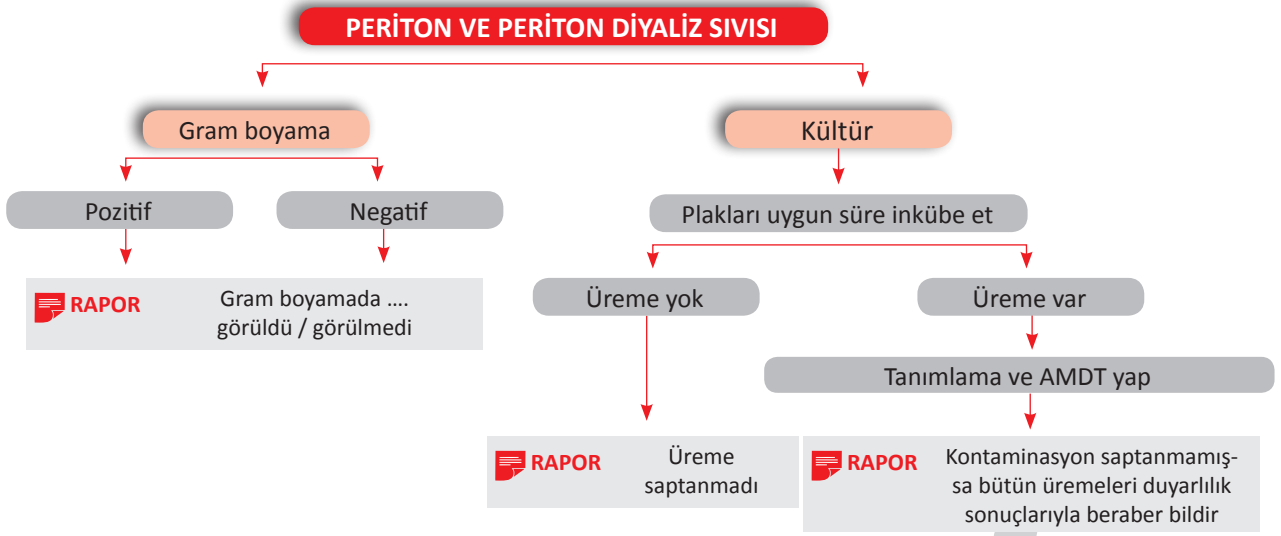 PERİTON VE PERİTON DİYALİZ SIVISI
Gram boyama
Kültür
Pozitif
Negatif
Plakları uygun süre inkübe et
RAPOR
Gram boyamada ....
görüldü / görülmedi
Üreme yok
Üreme var
Tanımlama ve AMDT yap
RAPOR
Üreme
saptanmadı
RAPOR
Kontaminasyon saptanmamış-
sa bütün üremeleri duyarlılık
sonuçlarıyla beraber bildir